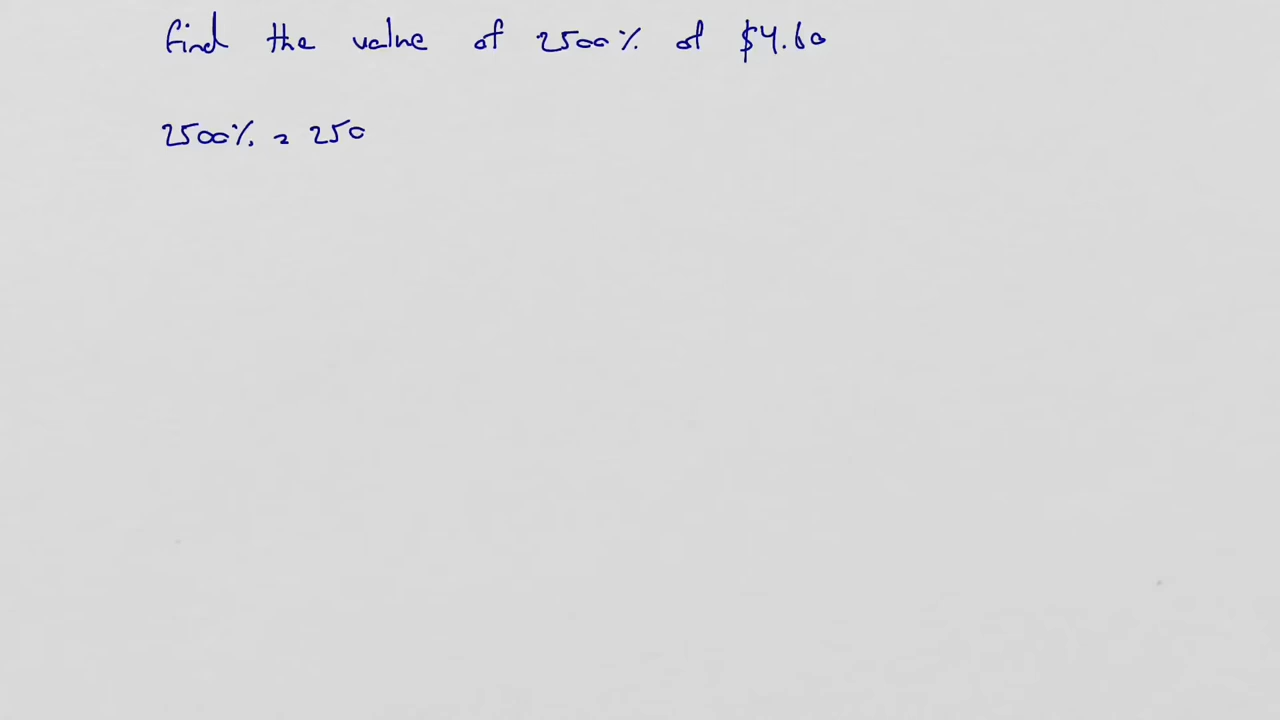 Find the value of 2500% of $4.60
2500% = 250